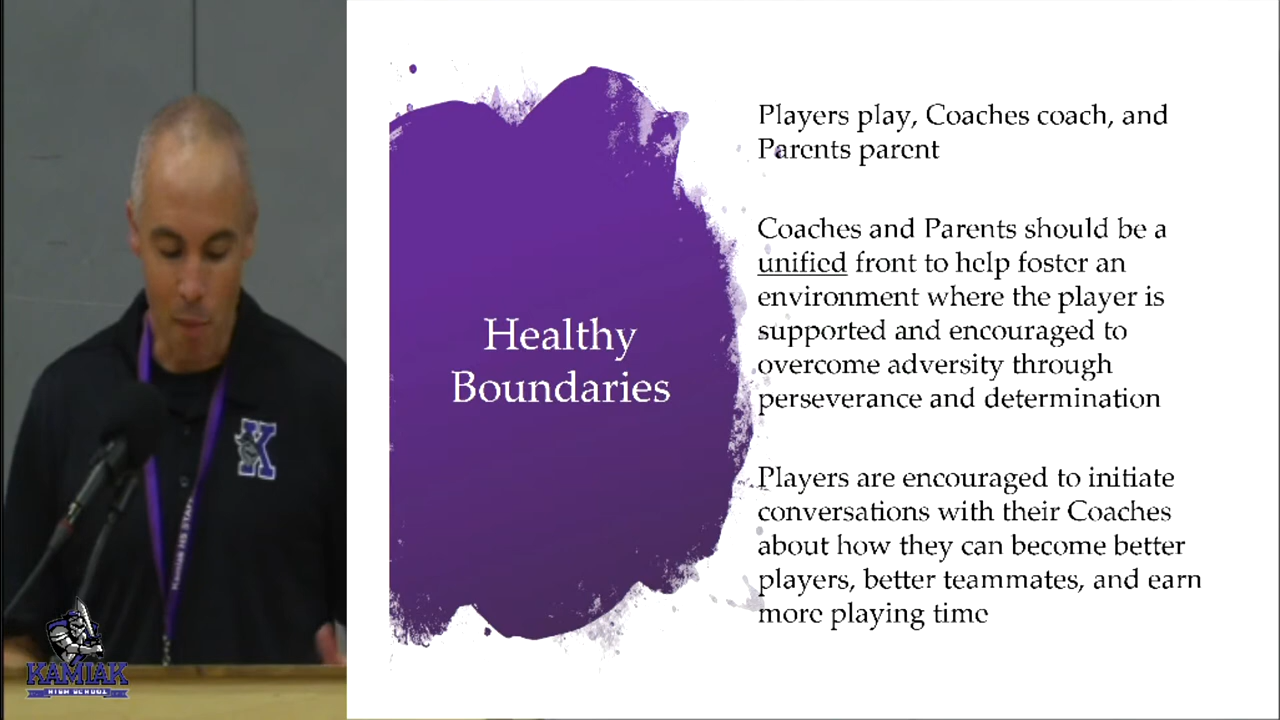 Healthy
Boundaries
Players play, Coaches coach, and
Parents parent
Coaches and Parents should be a
unified front to help foster an
environment where the player is
supported and encouraged to
overcome adversity through
perseverance and determination
Players are encouraged to initiate
conversations with their Coaches
about how they can become better
players, better teammates, and earn
more playing time
K
Kamiak HS STAFF
KAMIAK
HIGH SCHOOL